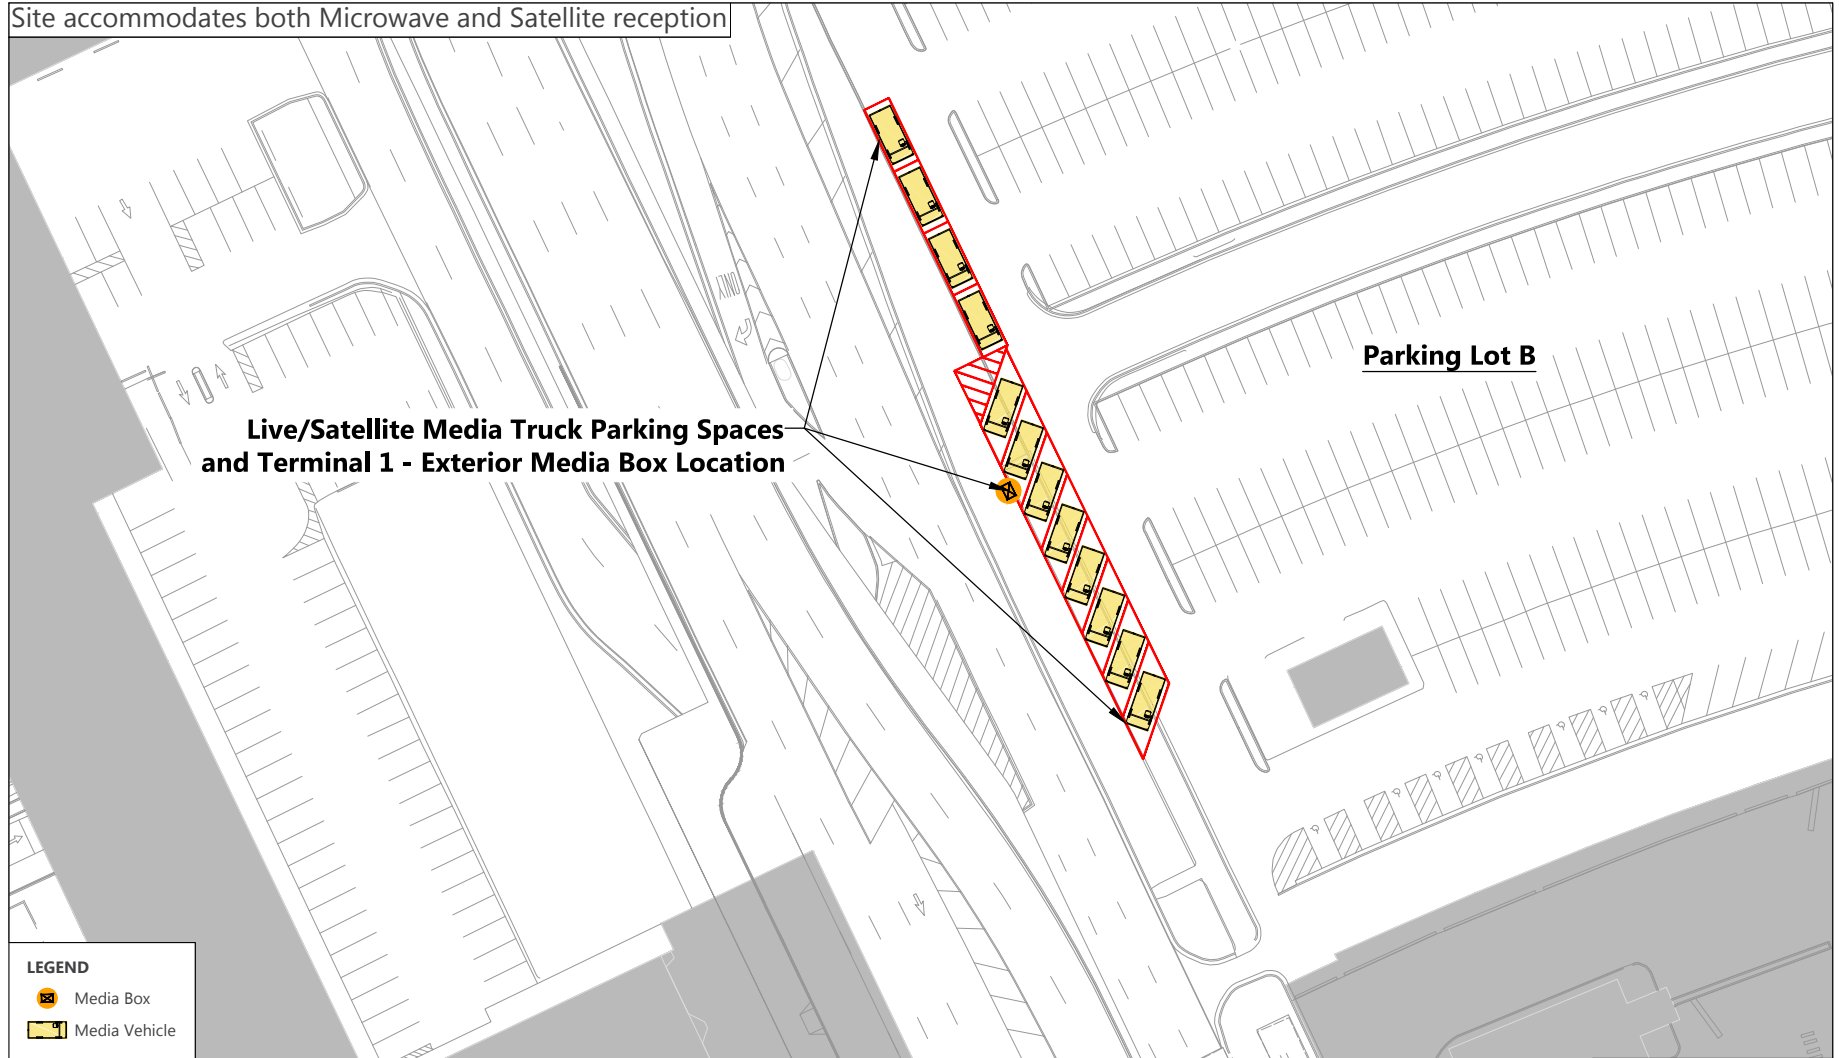 Site accommodates both Microwave and Satellite reception
ONLY
Parking Lot B
Live/Satellite Media Truck Parking Spaces
and Terminal 1 - Exterior Media Box Location
LEGEND
Media Box
Media Vehicle